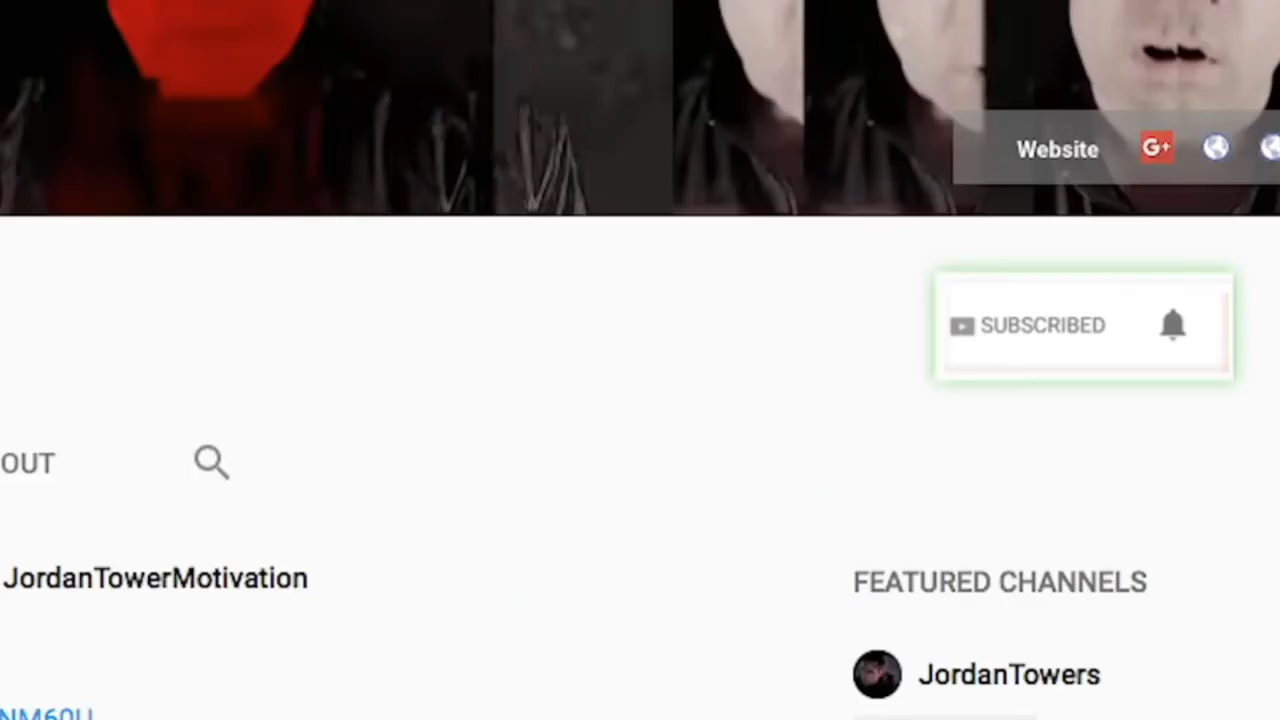 Website G+
SUBSCRIBED
OUT
JordanTowerMotivation
FEATURED CHANNELS
JordanTowers